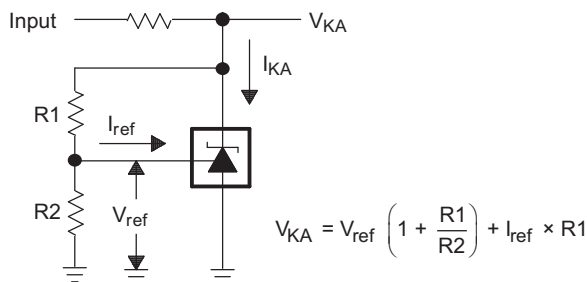 Input
V_KA
I_KA
R1
I_ref
R2
V_ref
V_KA = V_ref (1 + R1/R2) + I_ref × R1